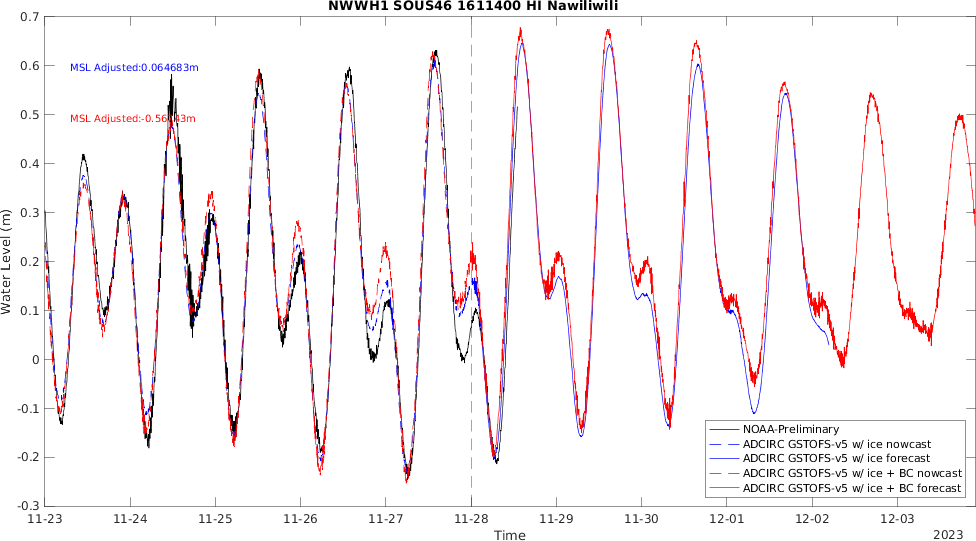 NWWH1 SOUS46 1611400 HI Nawiliwili
0.7
0.6
0.5
0.4
0.3
0.2
0.1
0
-0.1
-0.2
-0.3
Water Level (m)
MSL Adjusted:0.064683m
MSL
NOAA-Preliminary
ADCIRC GSTOFS-v5 w/ ice nowcast
ADCIRC GSTOFS-v5 w/ ice forecast
ADCIRC GSTOFS-v5 w/ ice + BC nowcast
ADCIRC GSTOFS-v5 w/ ice + BC forecast
11-23 11-24 11-25 11-26 11-27 11-28 11-29 11-30 12-01 12-02 12-03
Time
2023